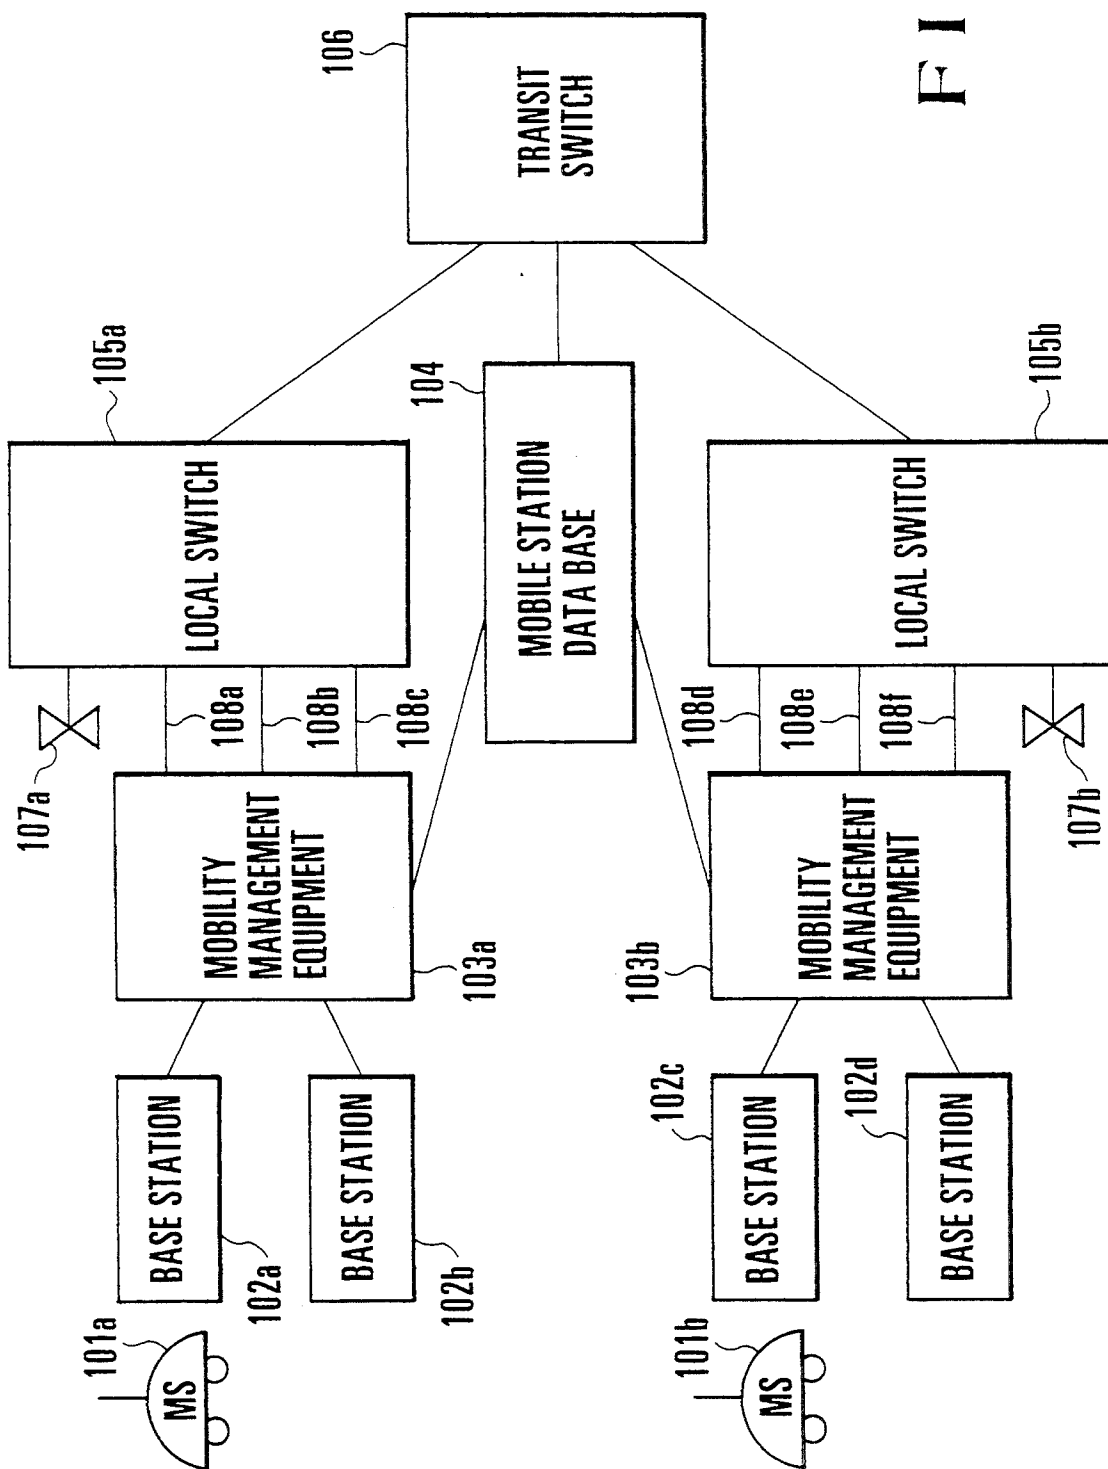 106
TRANSIT
SWITCH
105a
LOCAL SWITCH
104
MOBILE STATION
DATA BASE
105b
LOCAL SWITCH
107a
108a
108b
108c
108d
108e
108f
107b
MOBILITY
MANAGEMENT
EQUIPMENT
103a
103b
MOBILITY
MANAGEMENT
EQUIPMENT
BASE STATION
102a
BASE STATION
102b
102c
BASE STATION
102d
BASE STATION
101a
MS
101b
MS
F I